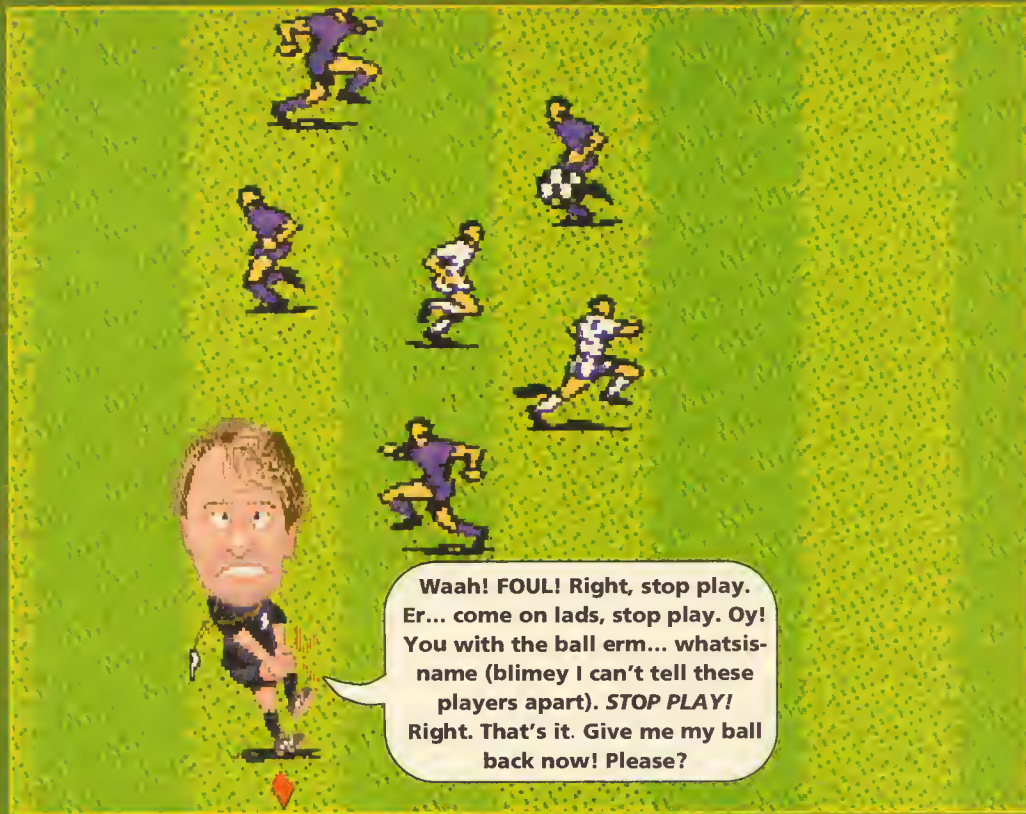 Waah! FOUL! Right, stop play.
Er... come on lads, stop play. Oy!
You with the ball erm... whatsis-
name (blimey I can't tell these
players apart). STOP PLAY!
Right. That's it. Give me my ball
back now! Please?